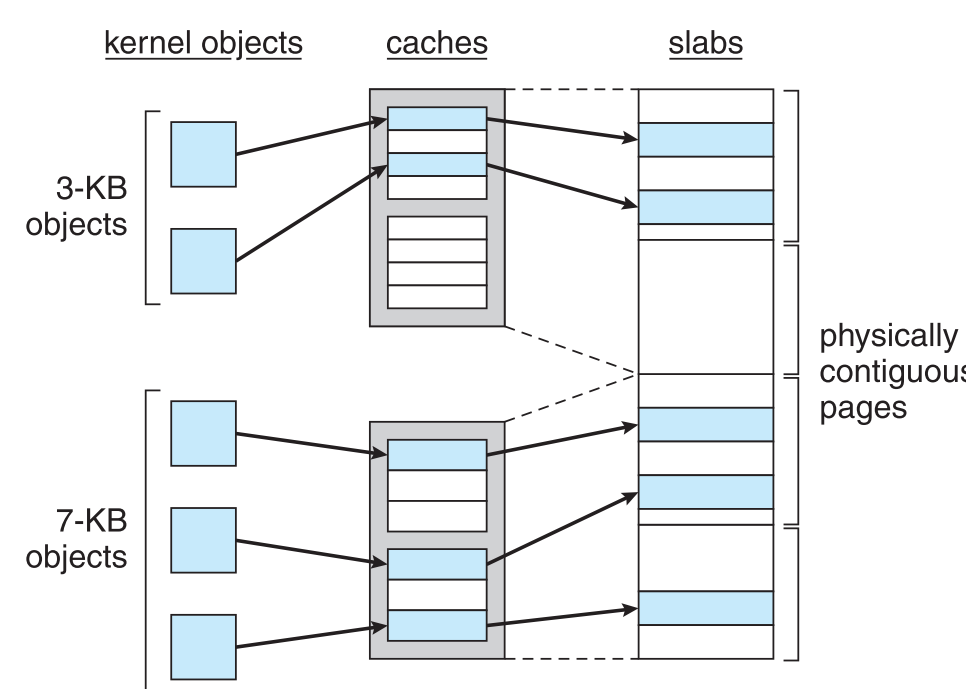 kernel objects
caches
slabs
3-KB
objects
physically
contiguous
pages
7-KB
objects